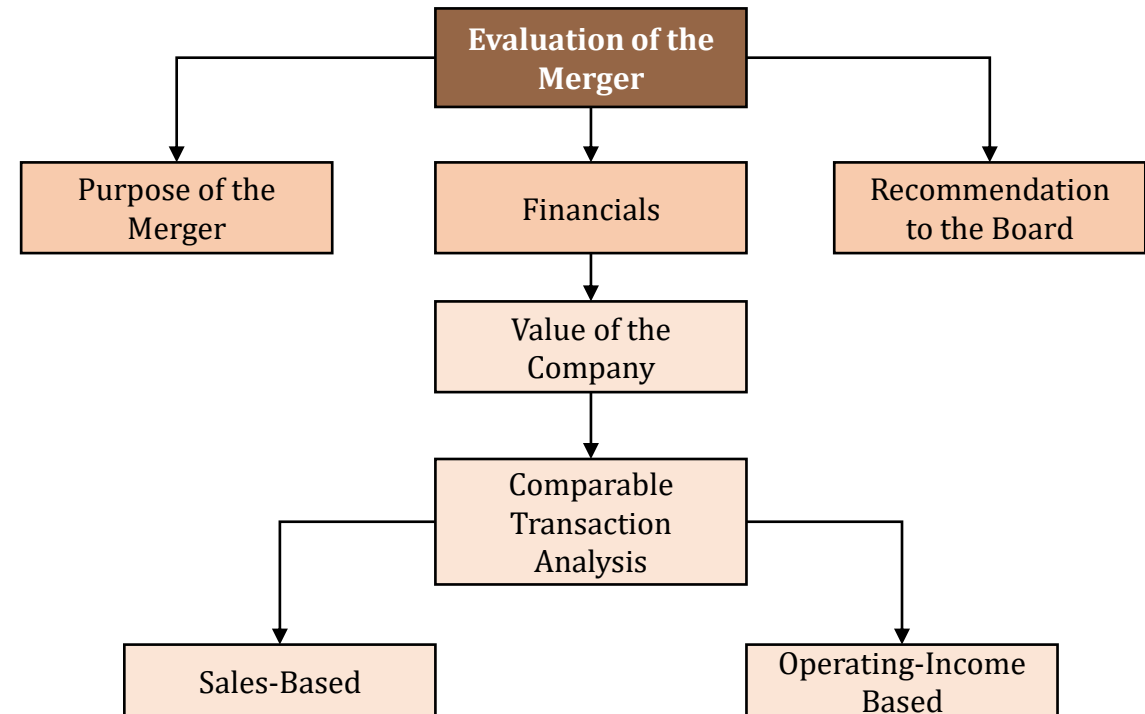 Evaluation of the
Merger
Purpose of the
Merger
Financials
Recommendation
to the Board
Value of the
Company
Comparable
Transaction
Analysis
Sales-Based
Operating-Income
Based